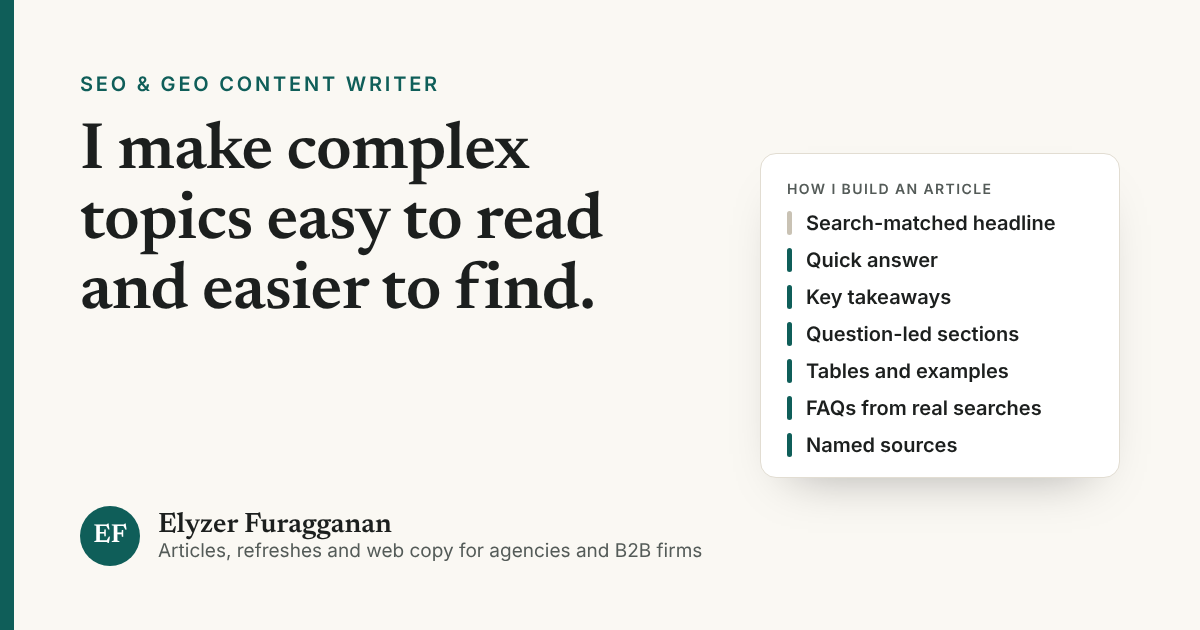 SEO & GEO CONTENT WRITER
I make complex
topics easy to read
and easier to find.
HOW I BUILD AN ARTICLE
Search-matched headline
Quick answer
Key takeaways
Question-led sections
Tables and examples
FAQs from real searches
Named sources
EF
Elyzer Furagganan
Articles, refreshes and web copy for agencies and B2B firms